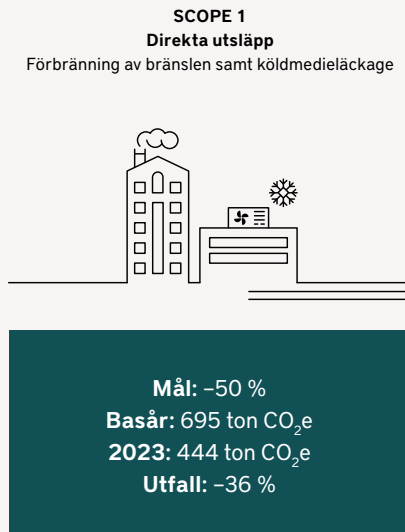 SCOPE 1
Direkta utsläpp
Förbränning av bränslen samt köldmedieläckage
Mål: –50 %
Basår: 695 ton CO₂e
2023: 444 ton CO₂e
Utfall: –36 %